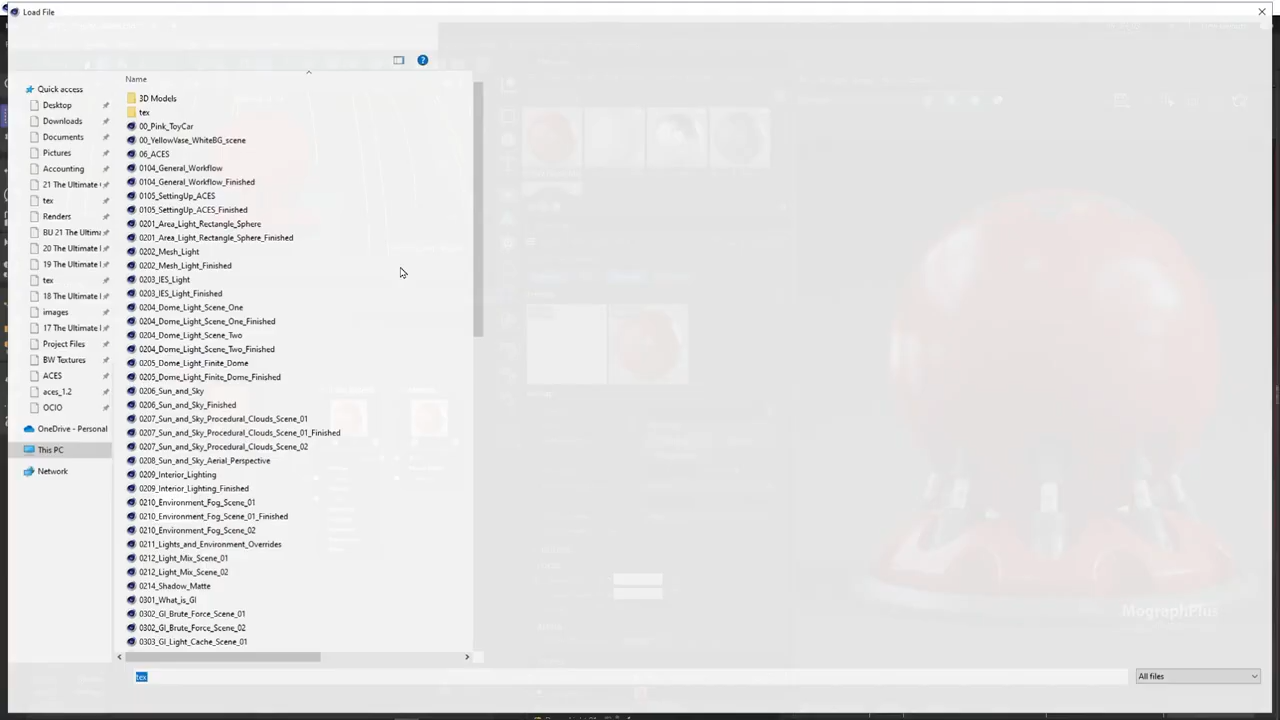 Load File
Name
Quick access
Desktop
Downloads
Documents
Pictures
Accounting
21 The Ultimate
tex
Renders
BU 21 The Ultima
20 The Ultimate
19 The Ultimate
tex
18 The Ultimate
images
17 The Ultimate
Project Files
BW Textures
ACES
aces_1.2
OCIO
OneDrive - Personal
This PC
Network
3D Models
tex
00_Pink_ToyCar
00_YellowVase_WhiteBG_scene
06_ACES
0104_General_Workflow
0104_General_Workflow_Finished
0105_SettingUp_ACES
0105_SettingUp_ACES_Finished
0201_Area_Light_Rectangle_Sphere
0201_Area_Light_Rectangle_Sphere_Finished
0202_Mesh_Light
0202_Mesh_Light_Finished
0203_IES_Light
0203_IES_Light_Finished
0204_Dome_Light_Scene_One
0204_Dome_Light_Scene_One_Finished
0204_Dome_Light_Scene_Two
0204_Dome_Light_Scene_Two_Finished
0205_Dome_Light_Finite_Dome
0205_Dome_Light_Finite_Dome_Finished
0206_Sun_and_Sky
0206_Sun_and_Sky_Finished
0207_Sun_and_Sky_Procedural_Clouds_Scene_01
0207_Sun_and_Sky_Procedural_Clouds_Scene_01_Finished
0207_Sun_and_Sky_Procedural_Clouds_Scene_02
0208_Sun_and_Sky_Aerial_Perspective
0209_Interior_Lighting
0209_Interior_Lighting_Finished
0210_Environment_Fog_Scene_01
0210_Environment_Fog_Scene_01_Finished
0210_Environment_Fog_Scene_02
0211_Lights_and_Environment_Overrides
0212_Light_Mix_Scene_01
0212_Light_Mix_Scene_02
0214_Shadow_Matte
0301_What_is_GI
0302_GI_Brute_Force_Scene_01
0302_GI_Brute_Force_Scene_02
0303_GI_Light_Cache_Scene_01
MographPlus
tex
All files